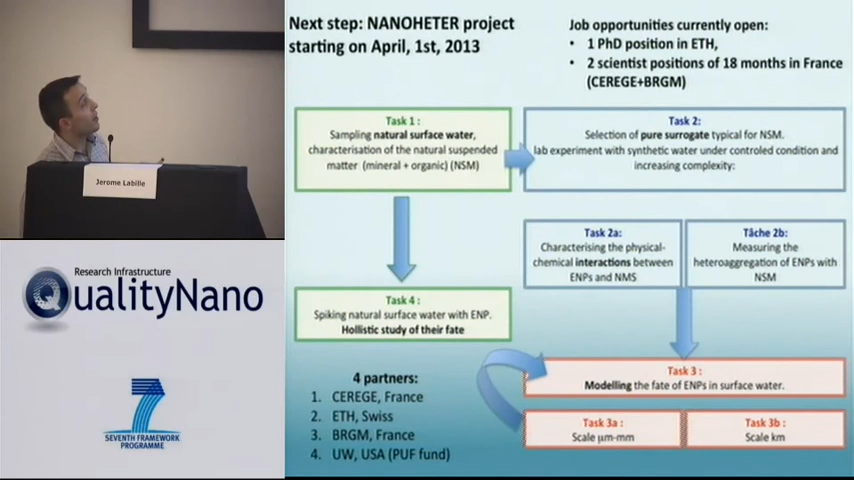 Next step: NANOHETER project
starting on April, 1st, 2013
Job opportunities currently open:
• 1 PhD position in ETH,
• 2 scientist positions of 18 months in France
(CEREGE+BRGM)
Task 1 :
Sampling natural surface water,
characterisation of the natural suspended
matter (mineral + organic) (NSM)
Task 2:
Selection of pure surrogate typical for NSM.
lab experiment with synthetic water under controled condition and
increasing complexity:
Task 2a:
Characterising the physical-
chemical interactions between
ENPs and NMS
Tâche 2b:
Measuring the
heteroaggregation of ENPs with
NSM
Task 4 :
Spiking natural surface water with ENP.
Hollistic study of their fate
Task 3 :
Modelling the fate of ENPs in surface water.
Task 3a :
Scale µm-mm
Task 3b :
Scale km
4 partners:
1. CEREGE, France
2. ETH, Swiss
3. BRGM, France
4. UW, USA (PUF fund)
Jerome Labille
Research Infrastructure
QualityNano
SEVENTH FRAMEWORK
PROGRAMME